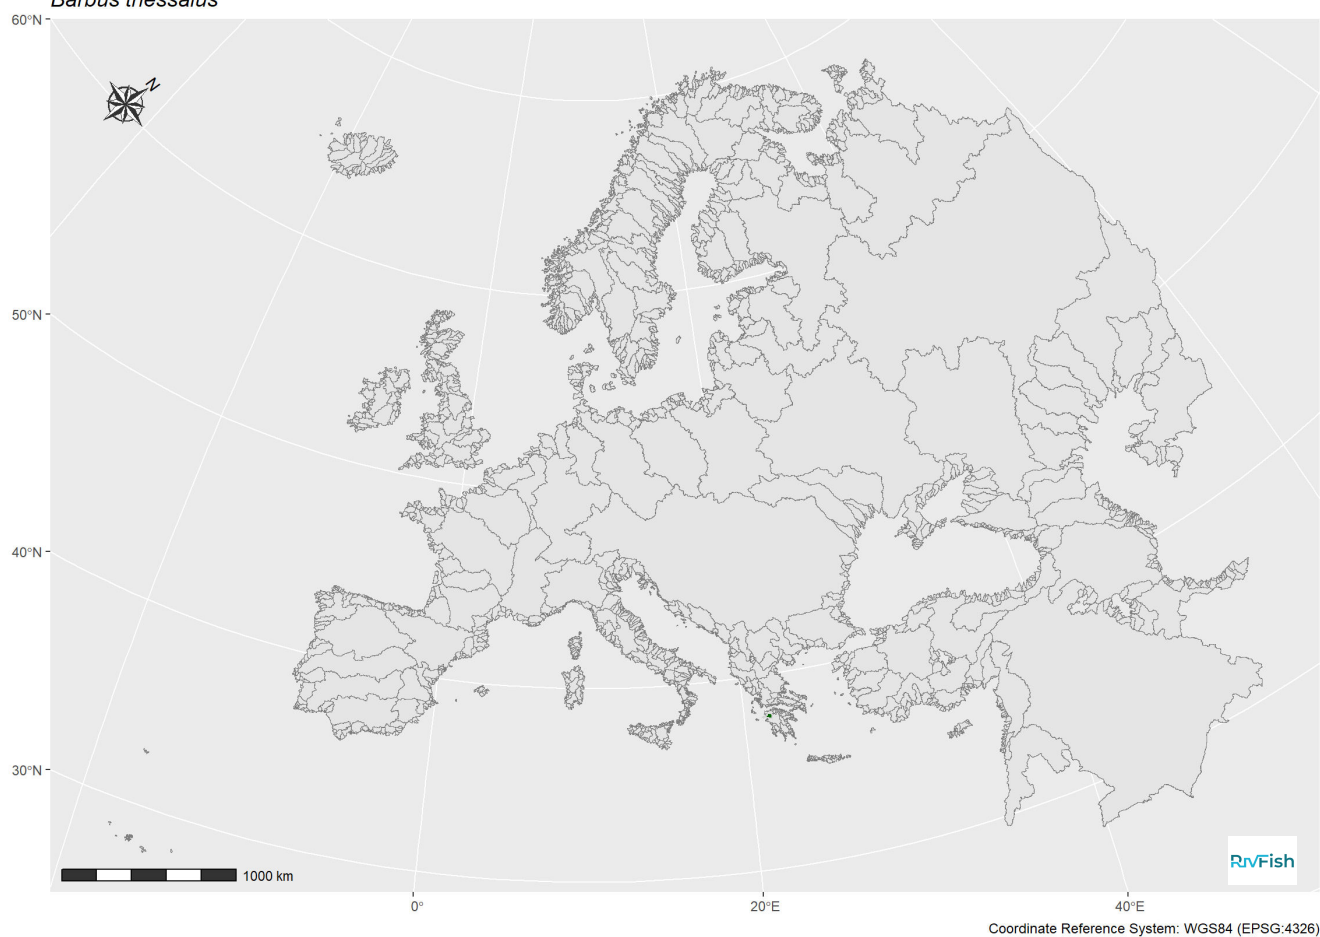 Barbus thessalus
60°N
N
50°N
40°N
30°N
1000 km
RivFish
0°
20°E
40°E
Coordinate Reference System: WGS84 (EPSG:4326)